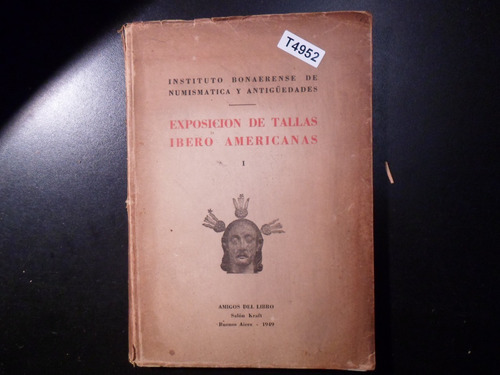 T4952
INSTITUTO BONAERENSE DE
NUMISMATICA Y ANTIGÜEDADES
EXPOSICION DE TALLAS
IBERO AMERICANAS
I
AMIGOS DEL LIBRO
Salón Kraft
Buenos Aires - 1949